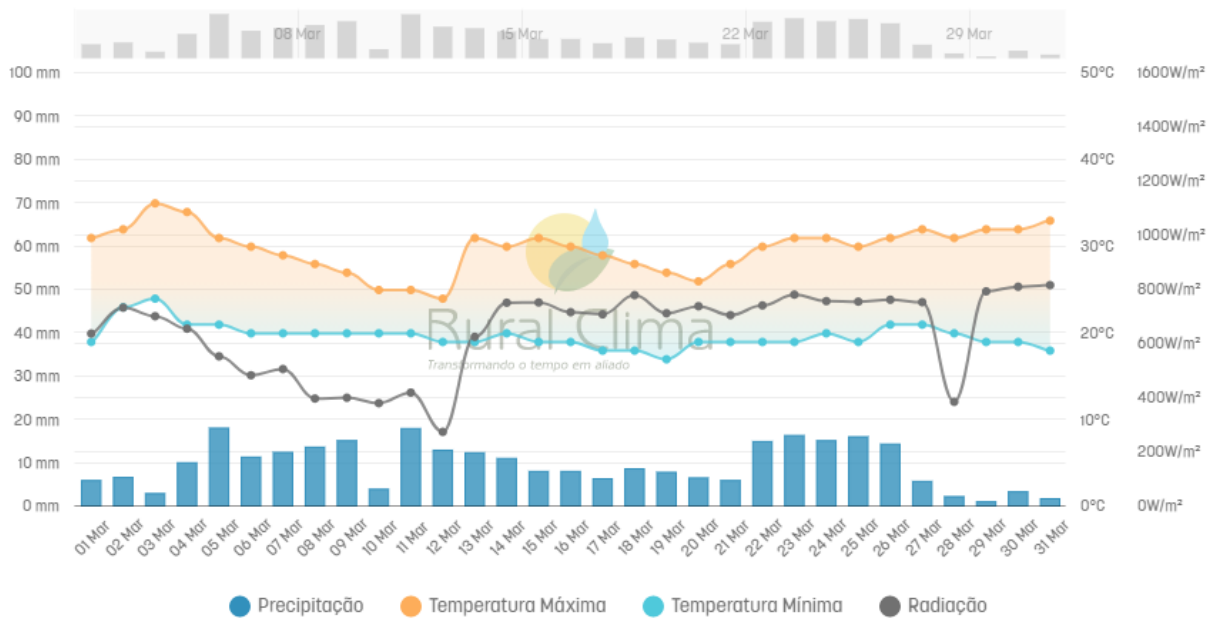 08 Mar 15 Mar 22 Mar 29 Mar
100 mm 50°C 1600W/m²
90 mm 1400W/m²
80 mm 40°C
1200W/m²
70 mm
60 mm 30°C 1000W/m²
50 mm 800W/m²
40 mm 20°C
600W/m²
30 mm
400W/m²
20 mm 10°C
10 mm 200W/m²
0 mm 0°C 0W/m²
Rural Clima
Transformando o tempo em aliado
01 Mar 02 Mar 03 Mar 04 Mar 05 Mar 06 Mar 07 Mar 08 Mar 09 Mar 10 Mar 11 Mar 12 Mar 13 Mar 14 Mar 15 Mar 16 Mar 17 Mar 18 Mar 19 Mar 20 Mar 21 Mar 22 Mar 23 Mar 24 Mar 25 Mar 26 Mar 27 Mar 28 Mar 29 Mar 30 Mar 31 Mar
Precipitação Temperatura Máxima Temperatura Mínima Radiação